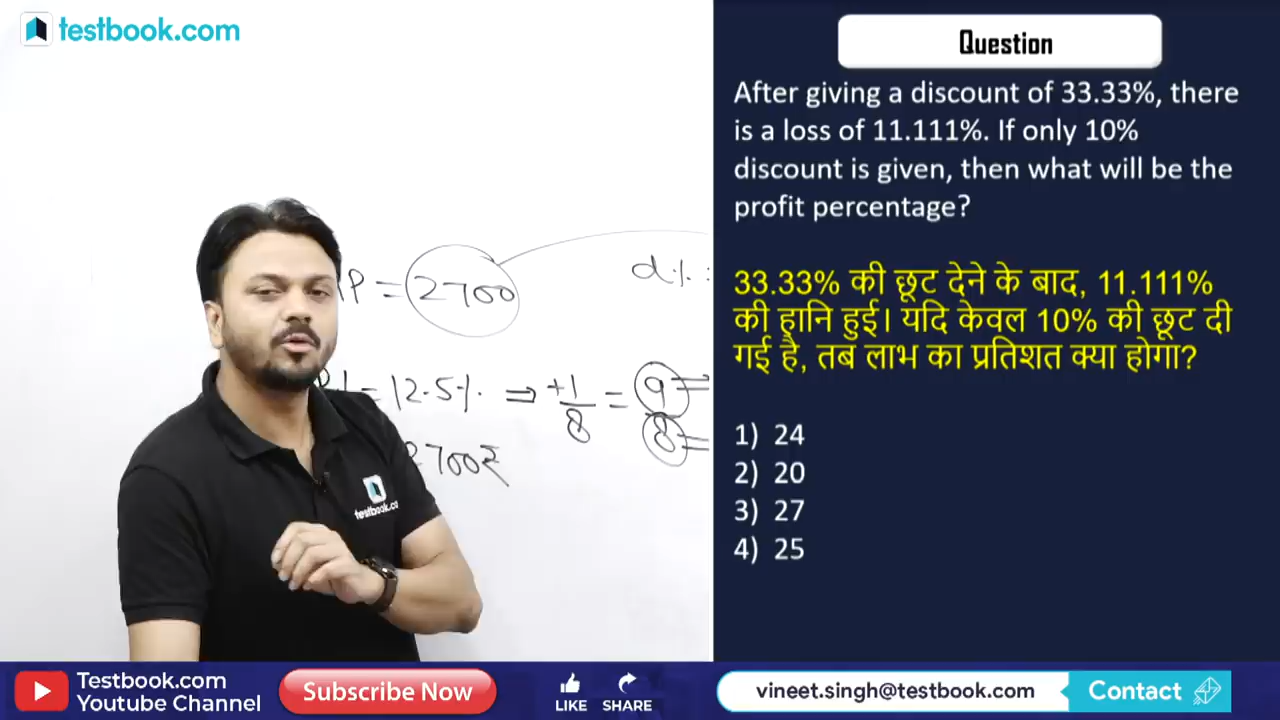 testbook.com
Question
After giving a discount of 33.33%, there
is a loss of 11.111%. If only 10%
discount is given, then what will be the
profit percentage?
33.33% की छूट देने के बाद, 11.111%
की हानि हुई। यदि केवल 10% की छूट दी
गई है, तब लाभ का प्रतिशत क्या होगा?
1) 24
2) 20
3) 27
4) 25
P = 2700
d% :
= 12.5% ⇒ +1/8 = 9/8 =
2700₹
testbook.co
Testbook.com
YouTube Channel
Subscribe Now
LIKE
SHARE
vineet.singh@testbook.com
Contact